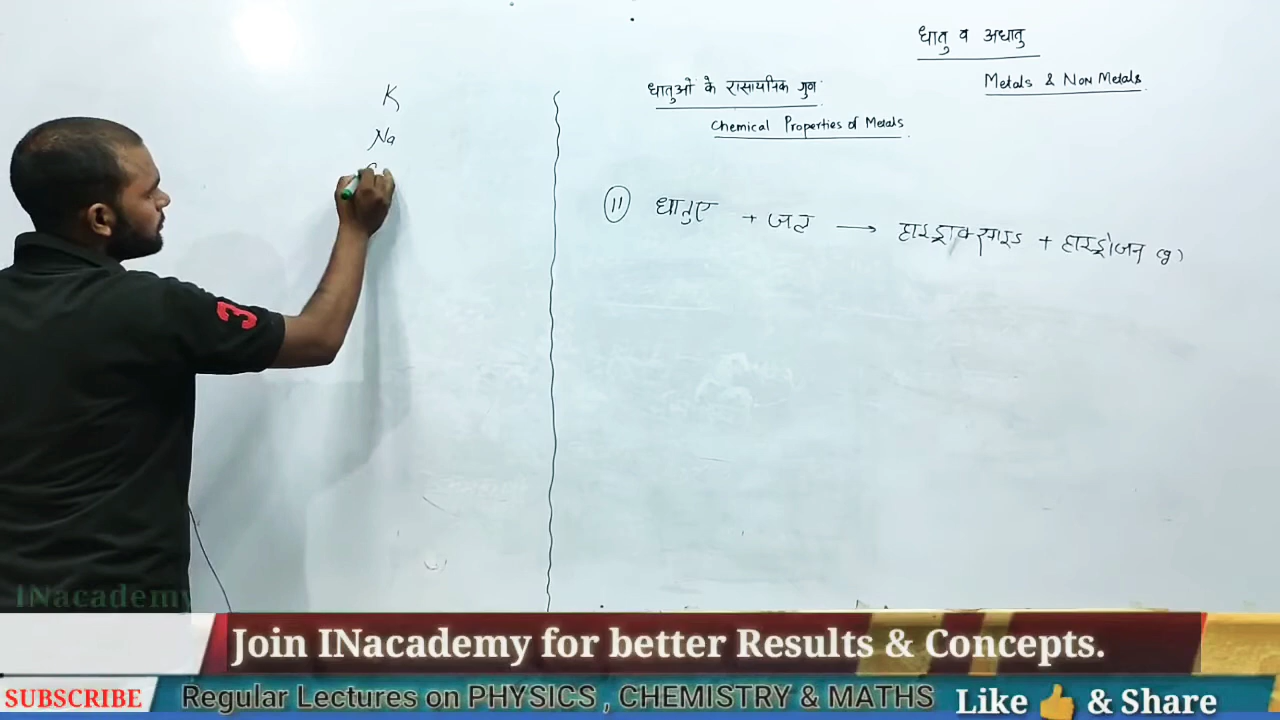 धातु व अधातु
Metals & Non Metals
धातुओं के रासायनिक गुण
Chemical Properties of Metals
K
Na
(ii) धातुए + जल → हाइड्रोक्साइड + हाइड्रोजन (g)
3
INacademy
Join INacademy for better Results & Concepts.
SUBSCRIBE
Regular Lectures on PHYSICS , CHEMISTRY & MATHS
Like 👍 & Share